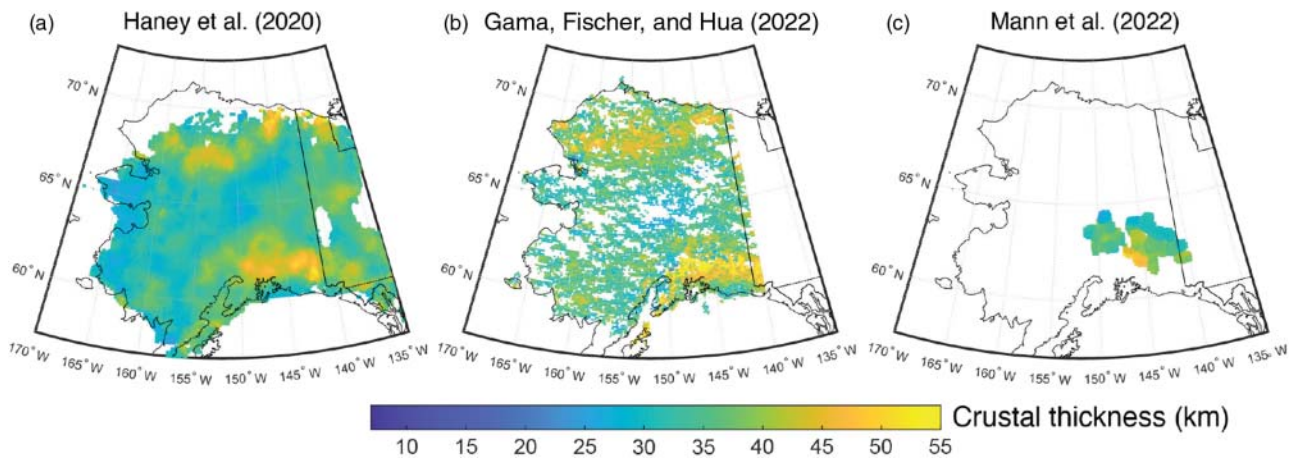 (a) Haney et al. (2020)
(b) Gama, Fischer, and Hua (2022)
(c) Mann et al. (2022)
70° N
65° N
60° N
170° W
165° W
160° W
155° W
150° W
145° W
140° W
135° W
70° N
65° N
60° N
170° W
165° W
160° W
155° W
150° W
145° W
140° W
135° W
70° N
65° N
60° N
170° W
165° W
160° W
155° W
150° W
145° W
140° W
135° W
Crustal thickness (km)
10 15 20 25 30 35 40 45 50 55